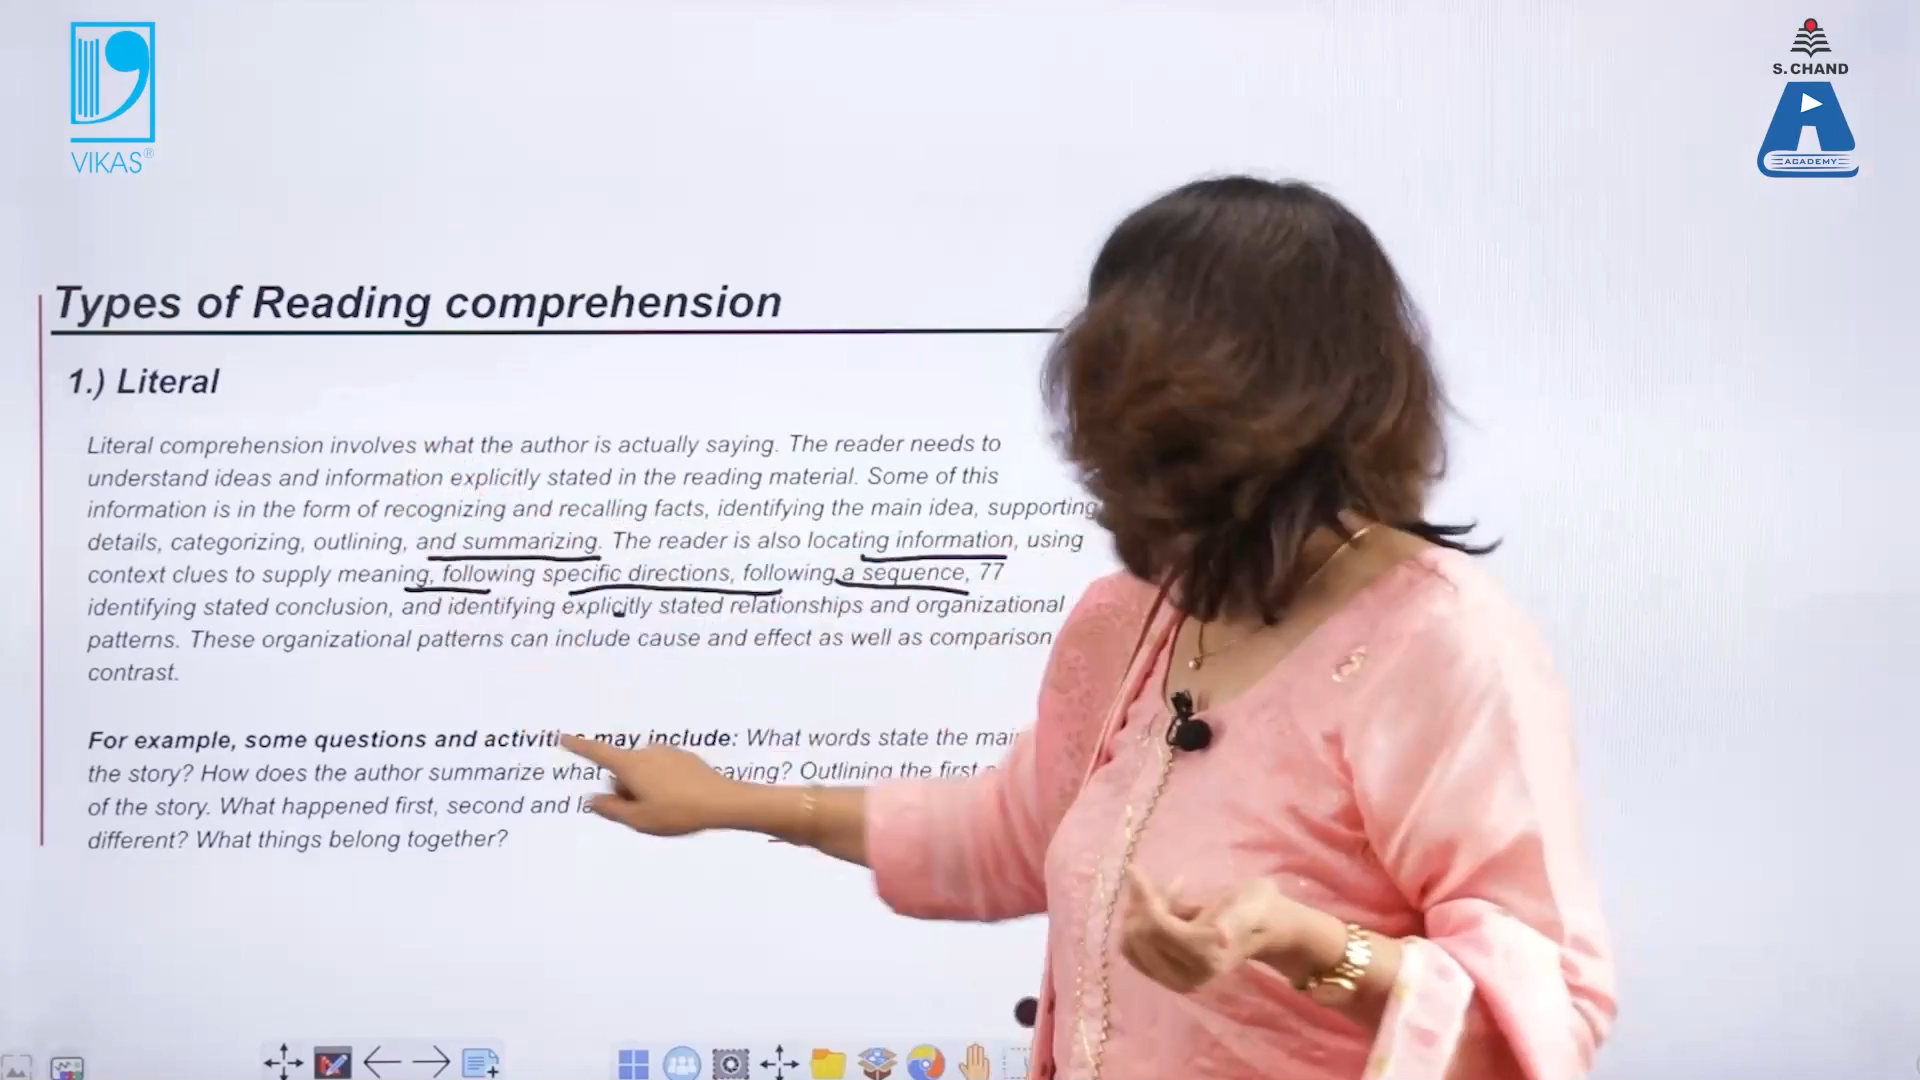 VIKAS®
S. CHAND
ACADEMY
Types of Reading comprehension
1.) Literal
Literal comprehension involves what the author is actually saying. The reader needs to
understand ideas and information explicitly stated in the reading material. Some of this
information is in the form of recognizing and recalling facts, identifying the main idea, supporting
details, categorizing, outlining, and summarizing. The reader is also locating information, using
context clues to supply meaning, following specific directions, following a sequence, 77
identifying stated conclusion, and identifying explicitly stated relationships and organizational
patterns. These organizational patterns can include cause and effect as well as comparison
contrast.
For example, some questions and activities may include: What words state the main
the story? How does the author summarize what saying? Outlining the first
of the story. What happened first, second and
different? What things belong together?